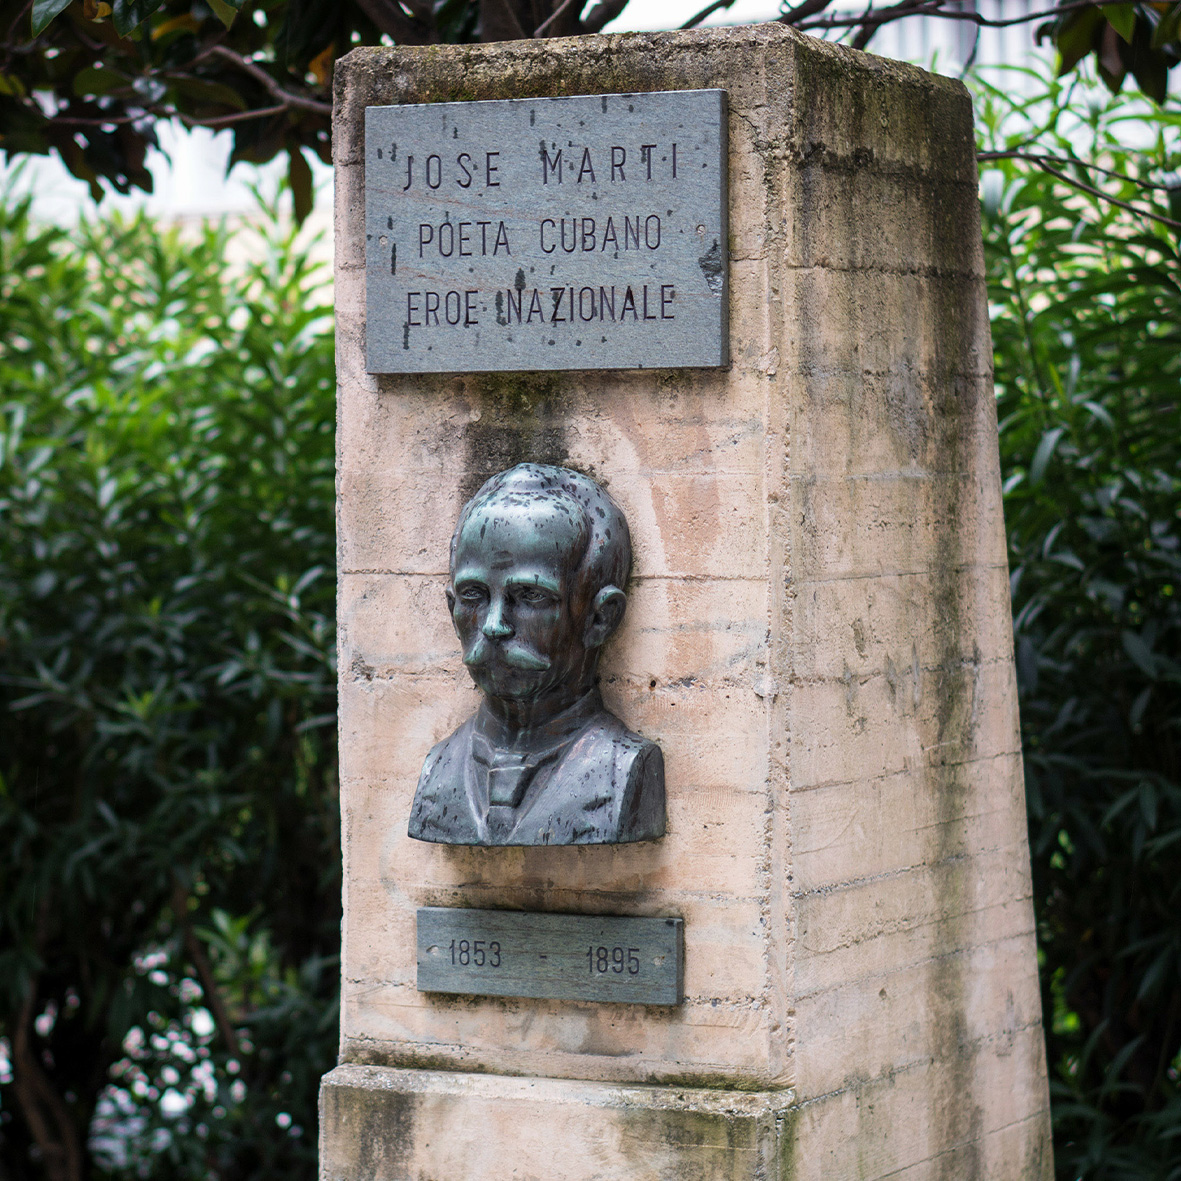 JOSE MARTI
POETA CUBANO
EROE NAZIONALE
1853 - 1895